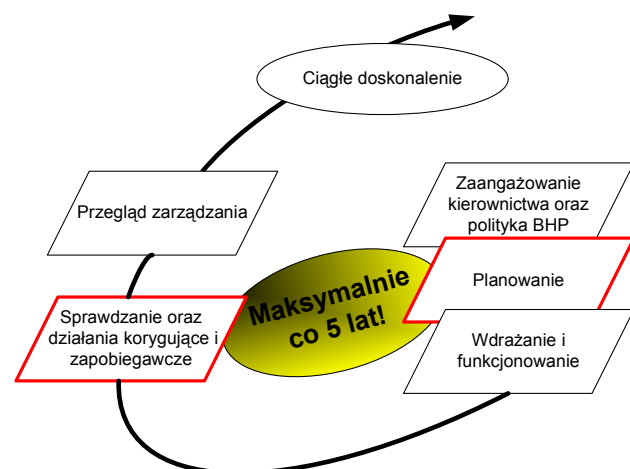 Ciągłe doskonalenie
Przegląd zarządzania
Zaangażowanie
kierownictwa oraz
polityka BHP
Planowanie
Maksymalnie
co 5 lat!
Sprawdzanie oraz
działania korygujące i
zapobiegawcze
Wdrażanie i
funkcjonowanie